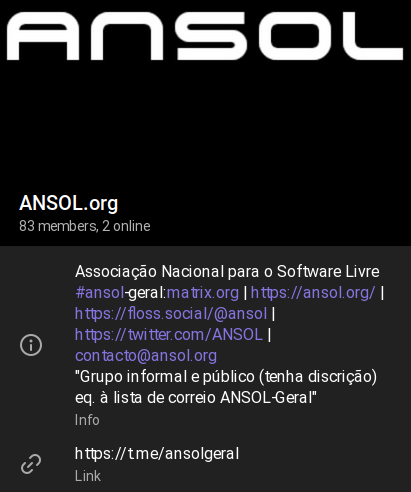 ANSOL
ANSOL.org
83 members, 2 online
Associação Nacional para o Software Livre
#ansol-geral:matrix.org | https://ansol.org/ |
https://floss.social/@ansol |
https://twitter.com/ANSOL |
contacto@ansol.org
"Grupo informal e público (tenha discrição)
eq. à lista de correio ANSOL-Geral"
Info
https://t.me/ansolgeral
Link